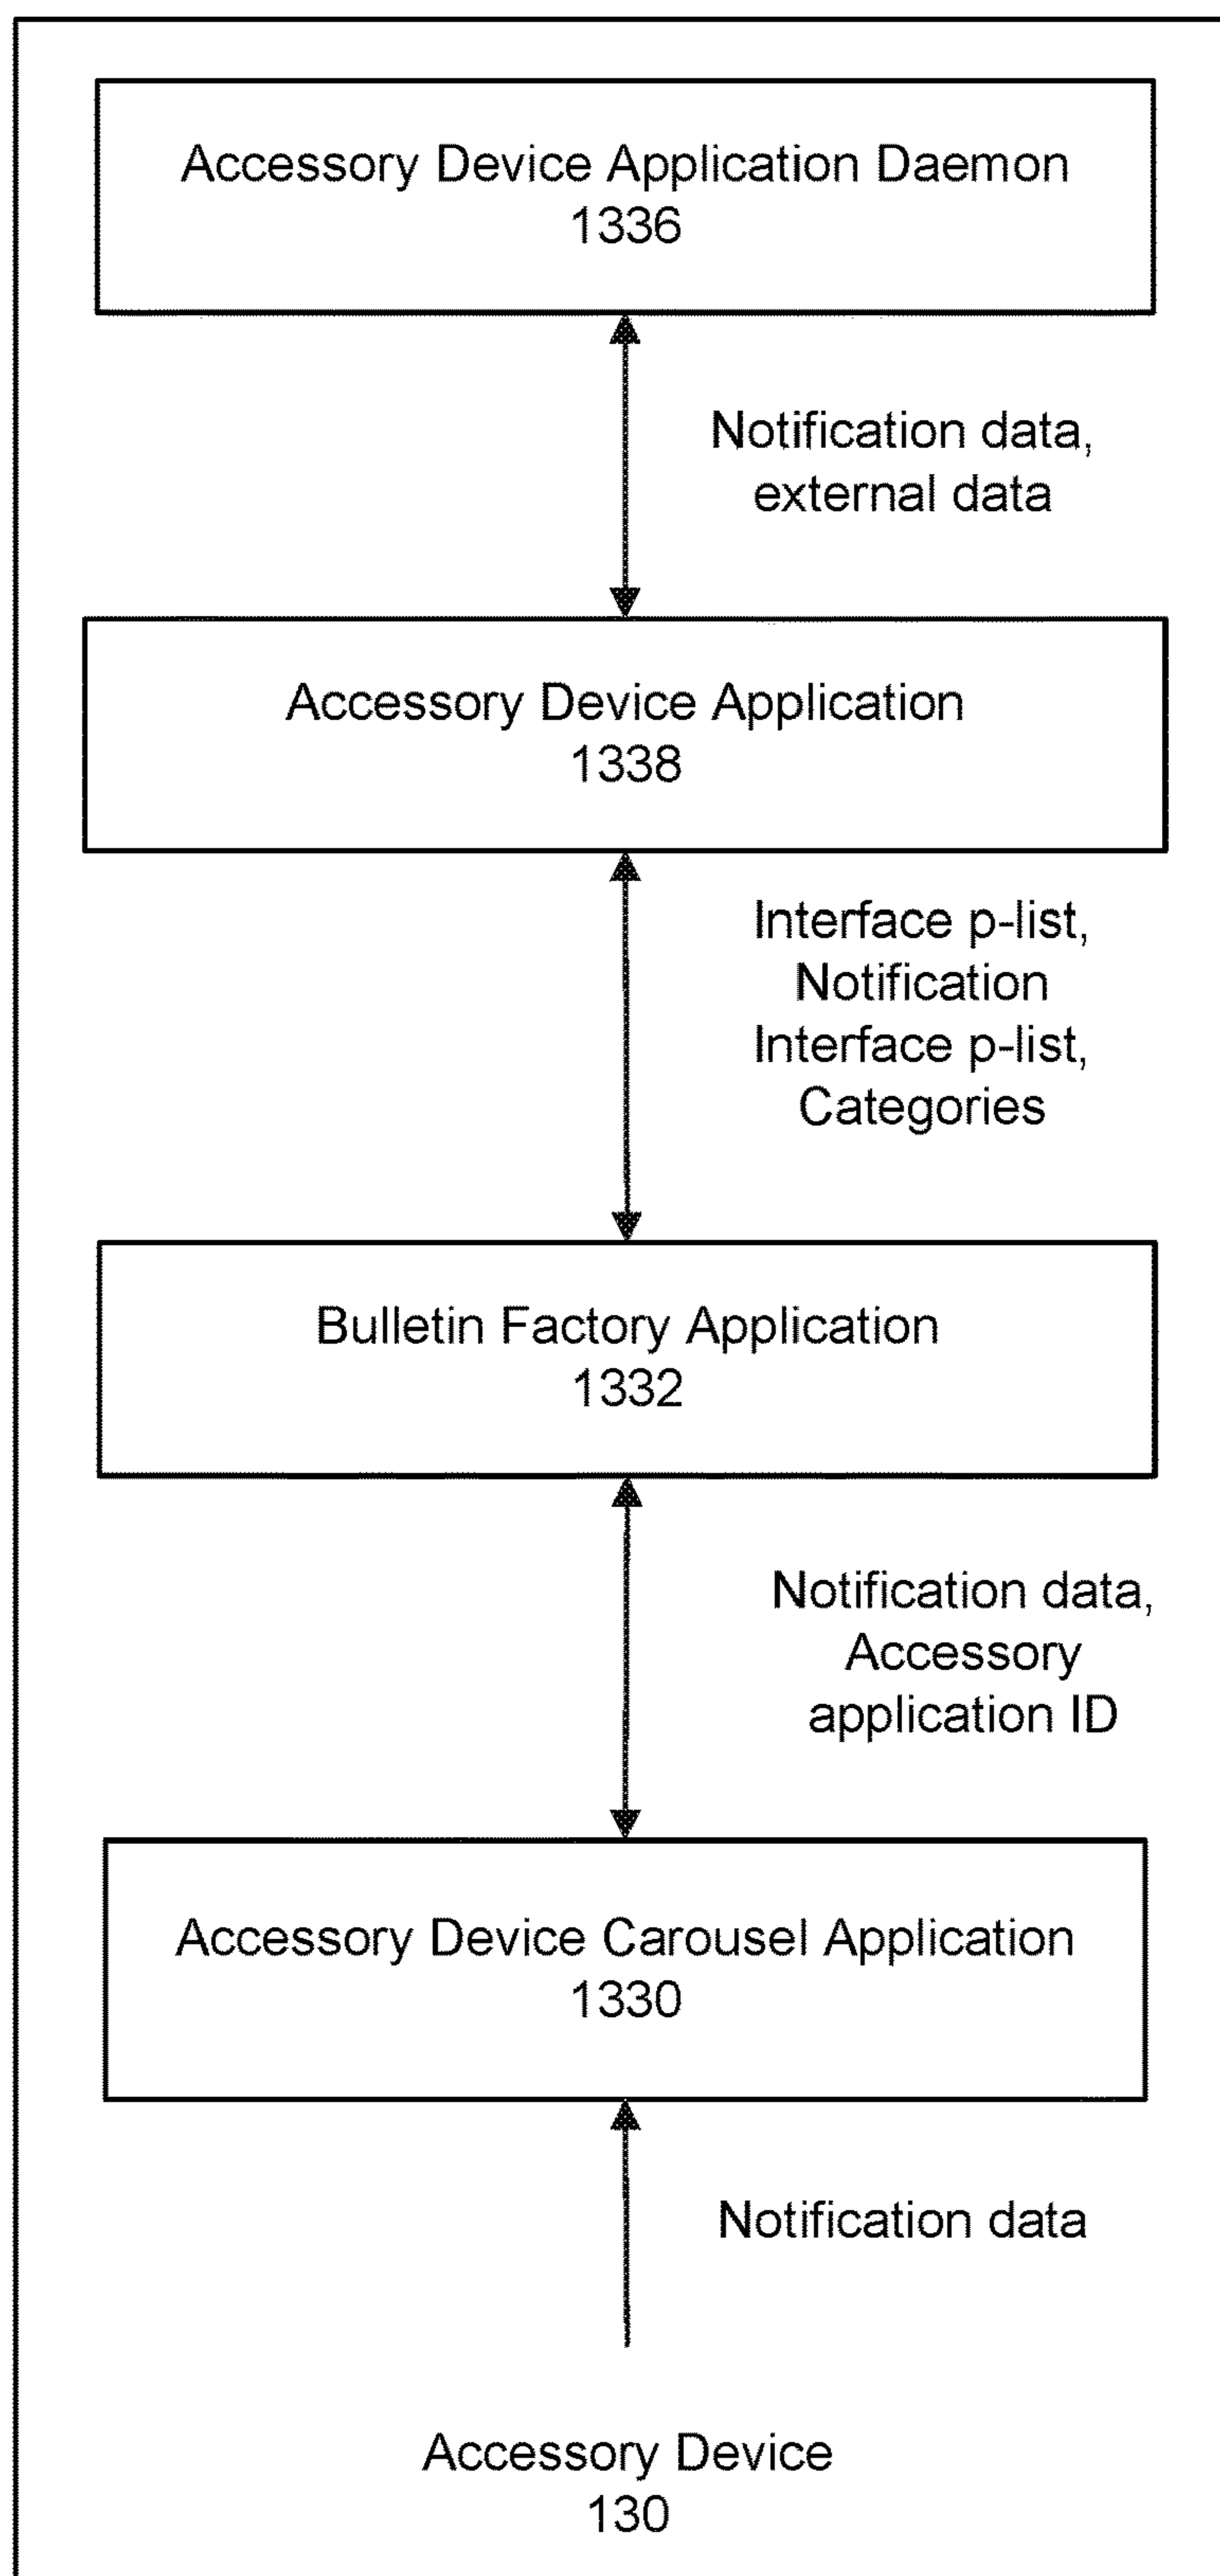 Accessory Device Application Daemon
1336
Notification data,
external data
Accessory Device Application
1338
Interface p-list,
Notification
Interface p-list,
Categories
Bulletin Factory Application
1332
Notification data,
Accessory
application ID
Accessory Device Carousel Application
1330
Notification data
Accessory Device
130